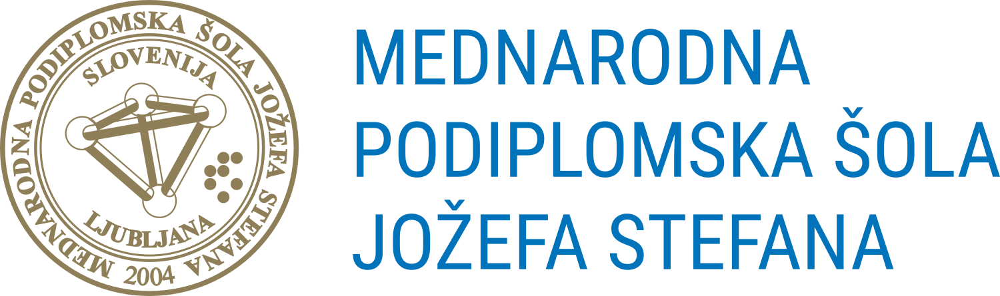 MEDNARODNA PODIPLOMSKA ŠOLA JOŽEFA STEFANA
SLOVENIJA
LJUBLJANA
2004
MEDNARODNA
PODIPLOMSKA ŠOLA
JOŽEFA STEFANA